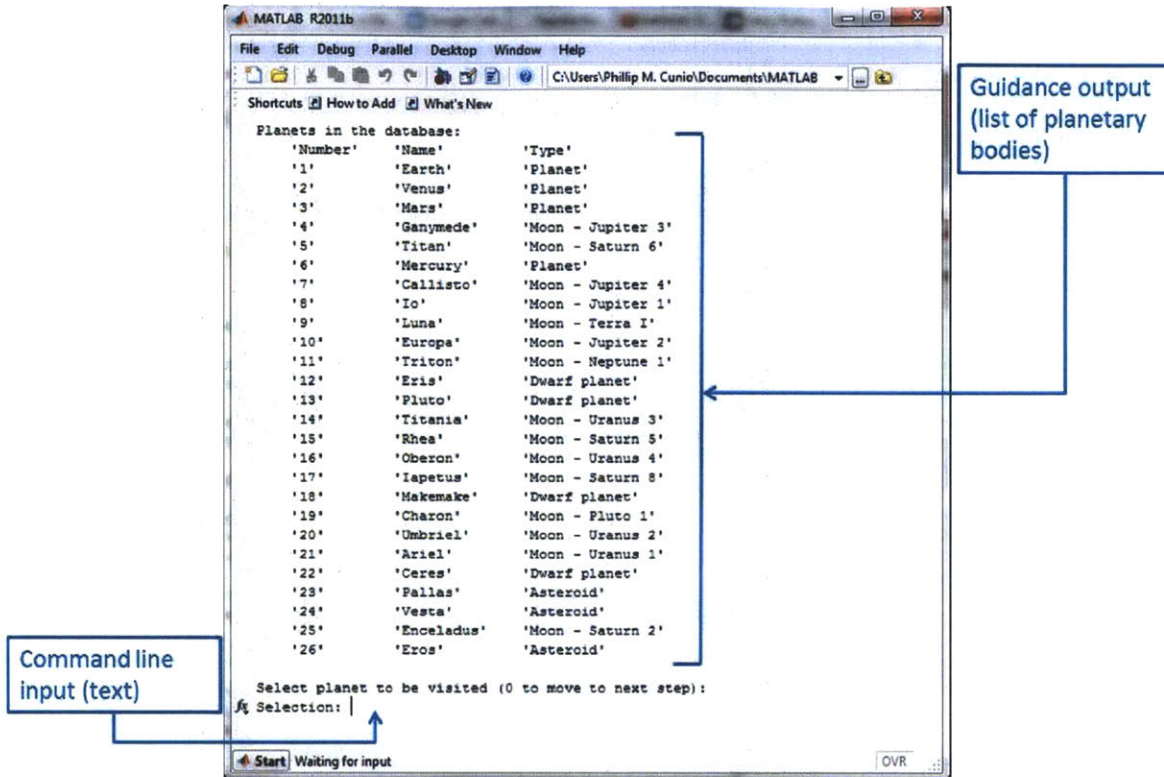 MATLAB R2011b
File Edit Debug Parallel Desktop Window Help
C:\Users\Phillip M. Cunio\Documents\MATLAB
Shortcuts How to Add What's New
Planets in the database:
'Number' 'Name' 'Type'
'1' 'Earth' 'Planet'
'2' 'Venus' 'Planet'
'3' 'Mars' 'Planet'
'4' 'Ganymede' 'Moon - Jupiter 3'
'5' 'Titan' 'Moon - Saturn 6'
'6' 'Mercury' 'Planet'
'7' 'Callisto' 'Moon - Jupiter 4'
'8' 'Io' 'Moon - Jupiter 1'
'9' 'Luna' 'Moon - Terra I'
'10' 'Europa' 'Moon - Jupiter 2'
'11' 'Triton' 'Moon - Neptune 1'
'12' 'Eris' 'Dwarf planet'
'13' 'Pluto' 'Dwarf planet'
'14' 'Titania' 'Moon - Uranus 3'
'15' 'Rhea' 'Moon - Saturn 5'
'16' 'Oberon' 'Moon - Uranus 4'
'17' 'Iapetus' 'Moon - Saturn 8'
'18' 'Makemake' 'Dwarf planet'
'19' 'Charon' 'Moon - Pluto 1'
'20' 'Umbriel' 'Moon - Uranus 2'
'21' 'Ariel' 'Moon - Uranus 1'
'22' 'Ceres' 'Dwarf planet'
'23' 'Pallas' 'Asteroid'
'24' 'Vesta' 'Asteroid'
'25' 'Enceladus' 'Moon - Saturn 2'
'26' 'Eros' 'Asteroid'
Select planet to be visited (0 to move to next step):
fx Selection:
Start Waiting for input OVR
Guidance output
(list of planetary
bodies)
Command line
input (text)